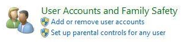 User Accounts and Family Safety
Add or remove user accounts
Set up parental controls for any user